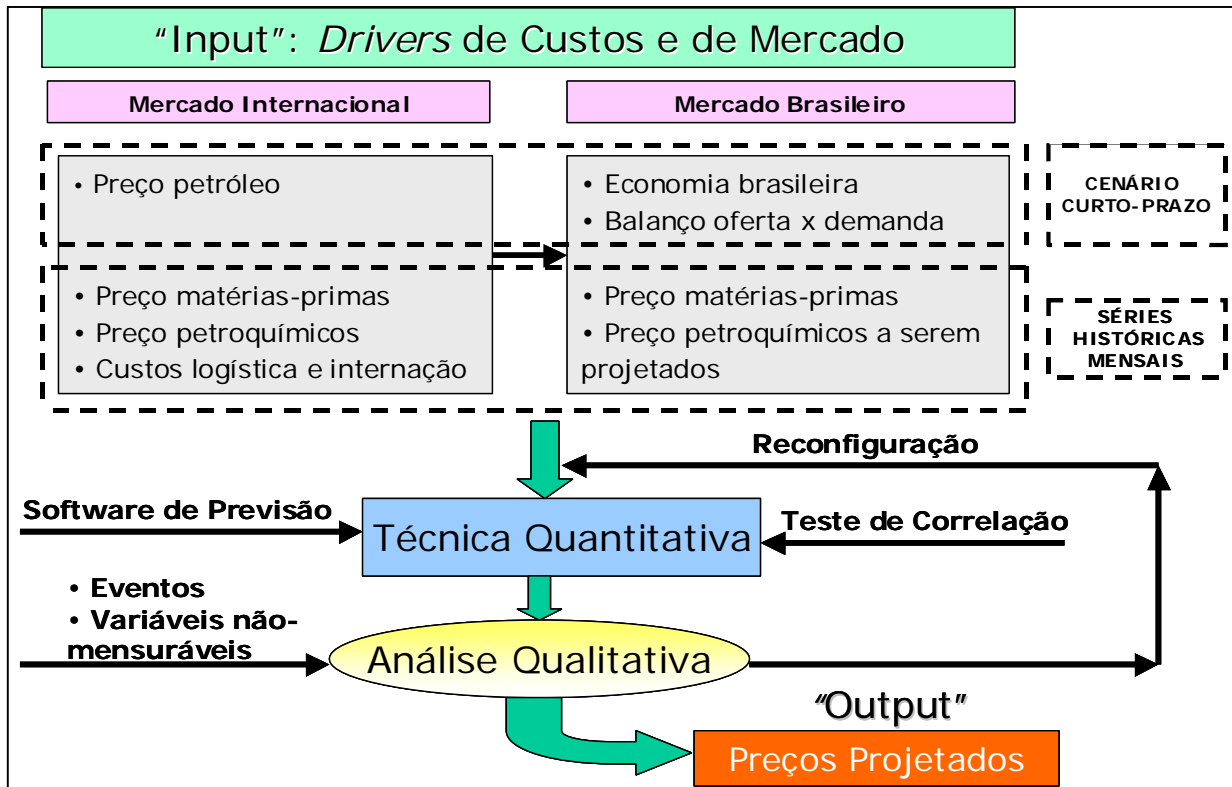 “Input”: Drivers de Custos e de Mercado
Mercado Internacional
Mercado Brasileiro
• Preço petróleo
• Economia brasileira
• Balanço oferta x demanda
CENÁRIO
CURTO-PRAZO
• Preço matérias-primas
• Preço petroquímicos
• Custos logística e internação
• Preço matérias-primas
• Preço petroquímicos a serem
projetados
SÉRIES
HISTÓRICAS
MENSAIS
Reconfiguração
Software de Previsão
Técnica Quantitativa
Teste de Correlação
• Eventos
• Variáveis não-
mensuráveis
Análise Qualitativa
“Output”
Preços Projetados